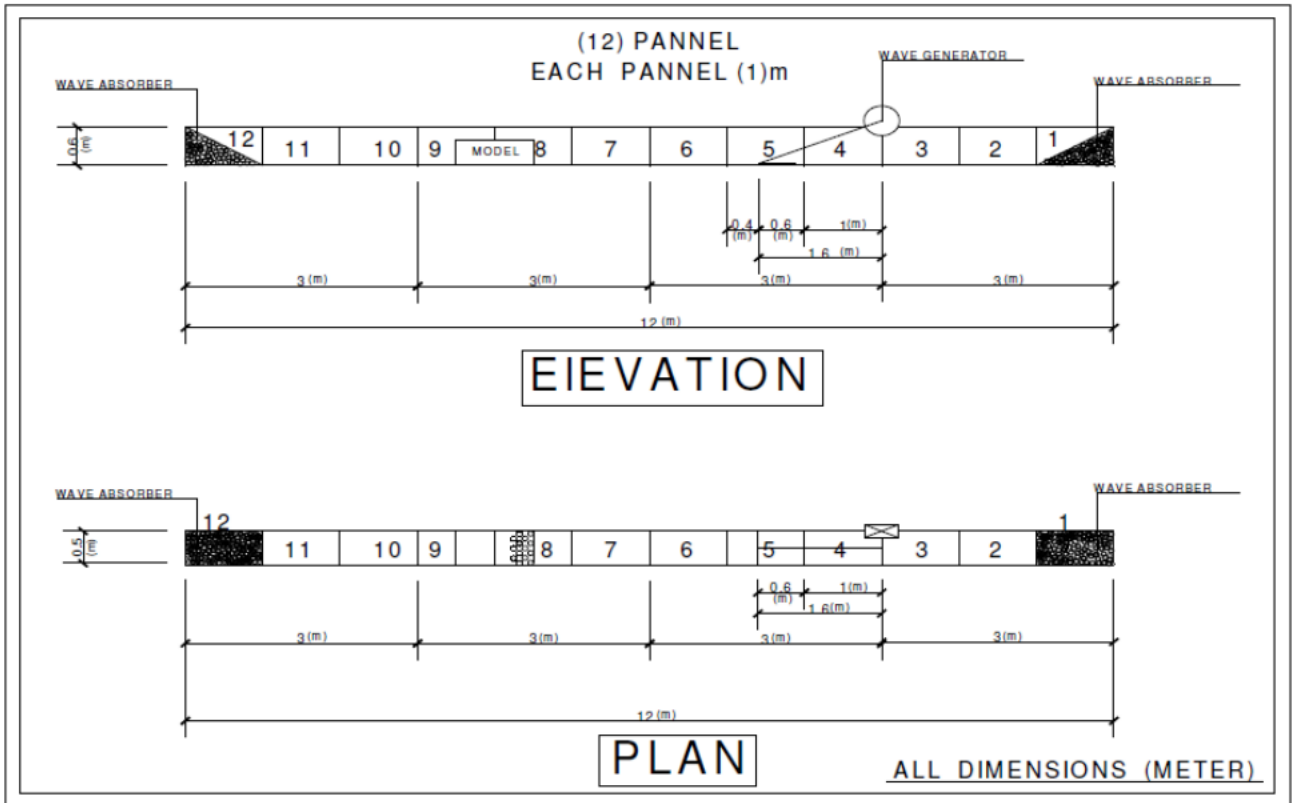 (12) PANNEL
EACH PANNEL (1)m
WAVE GENERATOR
WAVE ABSORBER
WAVE ABSORBER
0.6
(m)
12 11 10 9 MODEL 8 7 6 5 4 3 2 1
0.4 (m) 0.6 (m) 1(m)
1.6 (m)
3(m) 3(m) 3(m) 3(m)
12(m)
ElEVATION
WAVE ABSORBER
WAVE ABSORBER
0.5
(m)
12 11 10 9 8 7 6 5 4 3 2 1
0.6 (m) 1(m)
1.6(m)
3(m) 3(m) 3(m) 3(m)
12(m)
PLAN
ALL DIMENSIONS (METER)